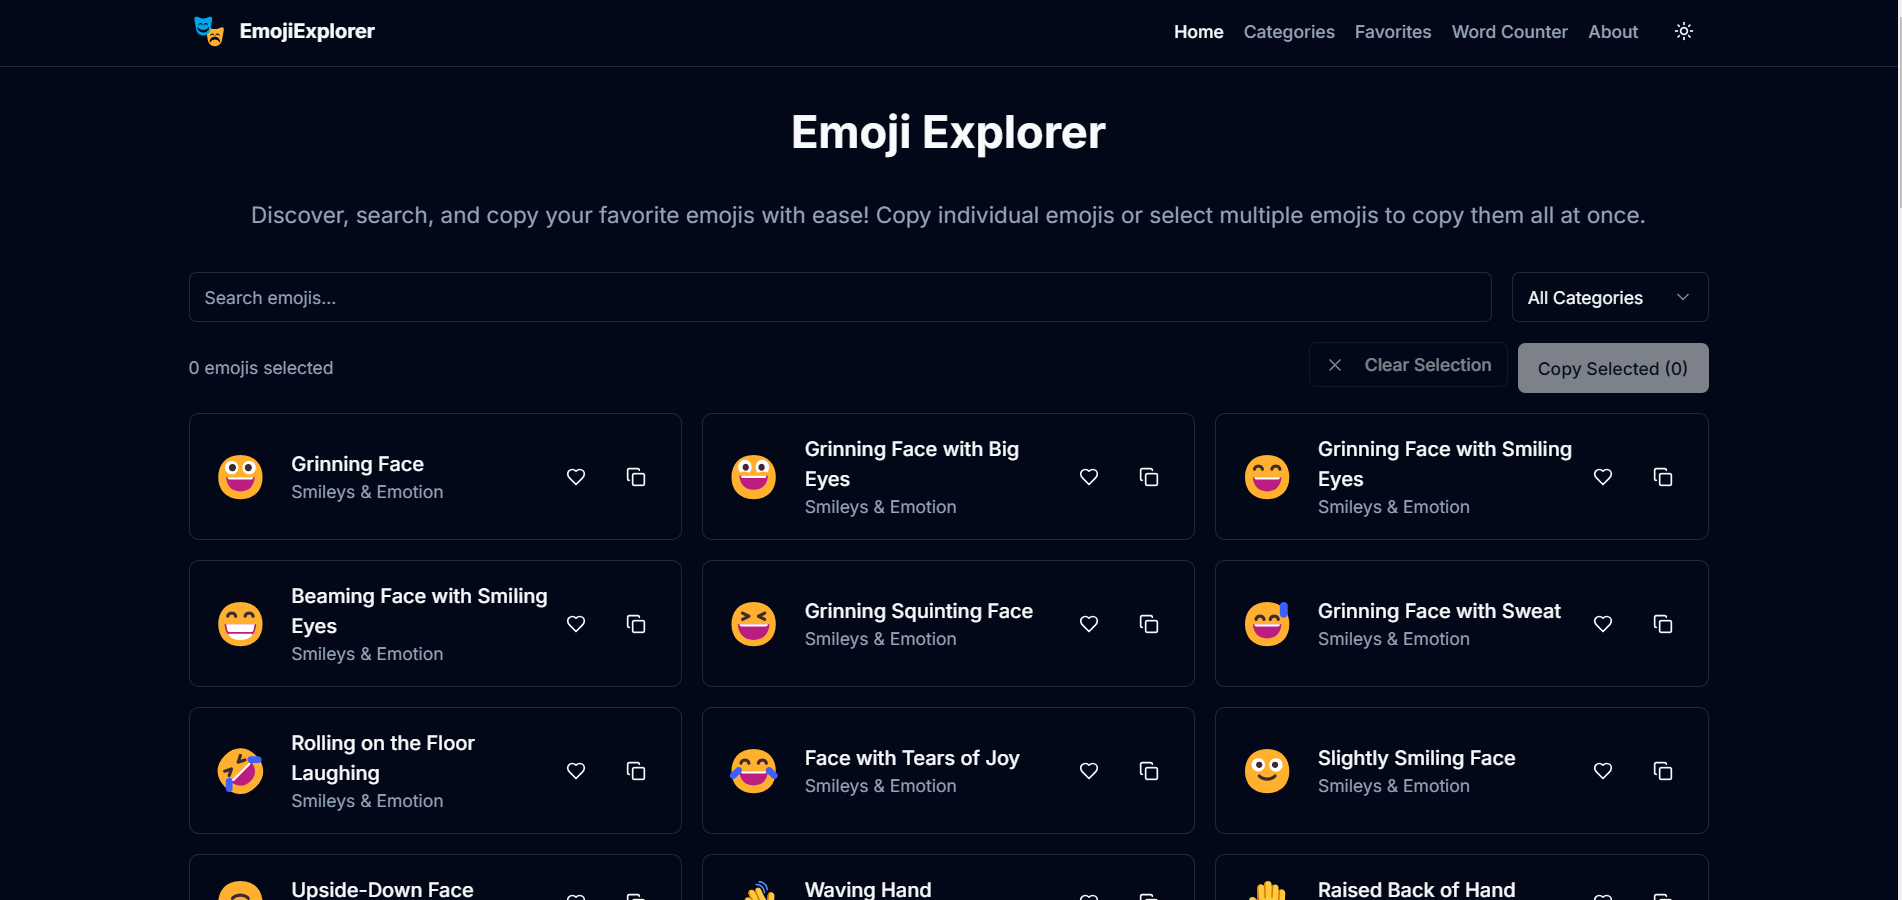 EmojiExplorer
Home Categories Favorites Word Counter About
Emoji Explorer
Discover, search, and copy your favorite emojis with ease! Copy individual emojis or select multiple emojis to copy them all at once.
Search emojis...
All Categories
0 emojis selected
Clear Selection
Copy Selected (0)
Grinning Face
Smileys & Emotion
Grinning Face with Big
Eyes
Smileys & Emotion
Grinning Face with Smiling
Eyes
Smileys & Emotion
Beaming Face with Smiling
Eyes
Smileys & Emotion
Grinning Squinting Face
Smileys & Emotion
Grinning Face with Sweat
Smileys & Emotion
Rolling on the Floor
Laughing
Smileys & Emotion
Face with Tears of Joy
Smileys & Emotion
Slightly Smiling Face
Smileys & Emotion
Upside-Down Face
Waving Hand
Raised Back of Hand